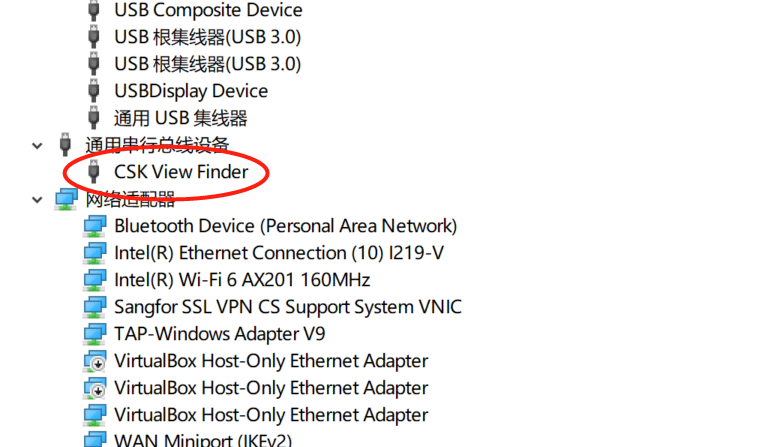 USB Composite Device
USB 根集线器(USB 3.0)
USB 根集线器(USB 3.0)
USBDisplay Device
通用 USB 集线器
通用串行总线设备
CSK View Finder
网络适配器
Bluetooth Device (Personal Area Network)
Intel(R) Ethernet Connection (10) I219-V
Intel(R) Wi-Fi 6 AX201 160MHz
Sangfor SSL VPN CS Support System VNIC
TAP-Windows Adapter V9
VirtualBox Host-Only Ethernet Adapter
VirtualBox Host-Only Ethernet Adapter
VirtualBox Host-Only Ethernet Adapter
WAN Miniport (IKEv2)